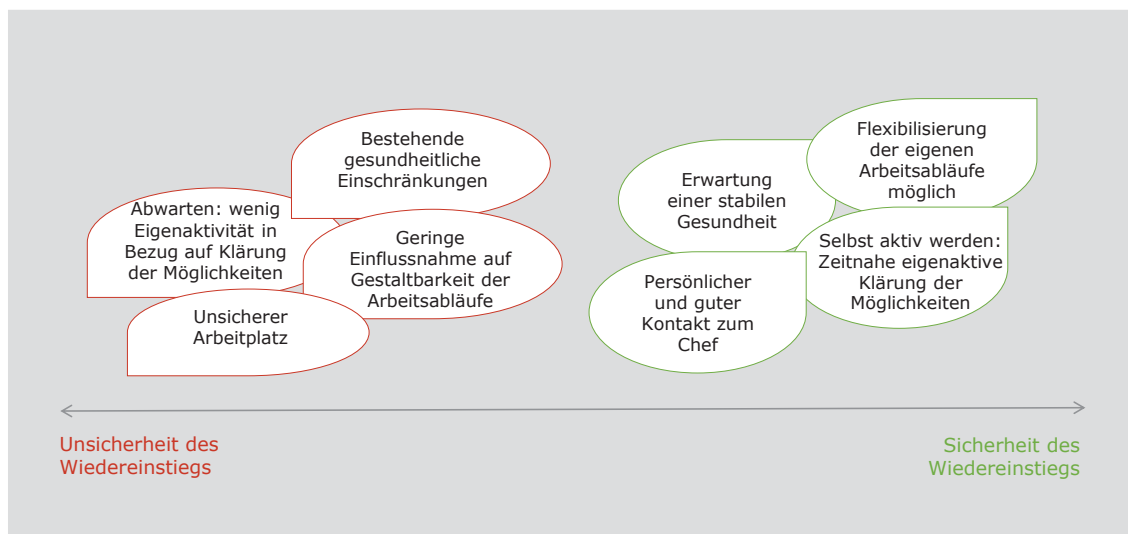 Bestehende
gesundheitliche
Einschränkungen
Abwarten: wenig
Eigenaktivität in
Bezug auf Klärung
der Möglichkeiten
Geringe
Einflussnahme auf
Gestaltbarkeit der
Arbeitsabläufe
Unsicherer
Arbeitplatz
Flexibilisierung
der eigenen
Arbeitsabläufe
möglich
Erwartung
einer stabilen
Gesundheit
Selbst aktiv werden:
Zeitnahe eigenaktive
Klärung der
Möglichkeiten
Persönlicher
und guter
Kontakt zum
Chef
Unsicherheit des
Wiedereinstiegs
Sicherheit des
Wiedereinstiegs